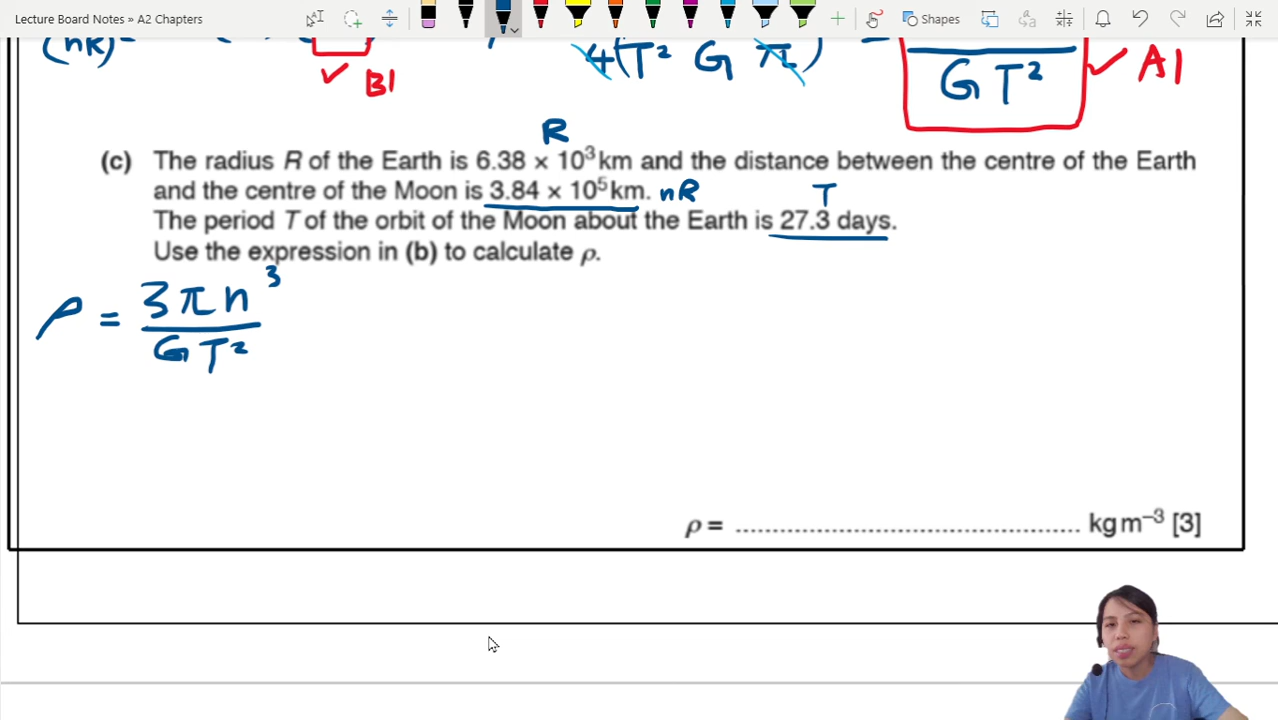 Lecture Board Notes » A2 Chapters
Shapes
(nR)²
✓ B1
4(T² G π)
=
G T²
✓ A1
R
(c) The radius R of the Earth is 6.38 × 10³ km and the distance between the centre of the Earth
and the centre of the Moon is 3.84 × 10⁵ km. nR
T
The period T of the orbit of the Moon about the Earth is 27.3 days.
Use the expression in (b) to calculate ρ.
ρ = 3πn³
GT²
ρ = ................................................ kg m⁻³ [3]